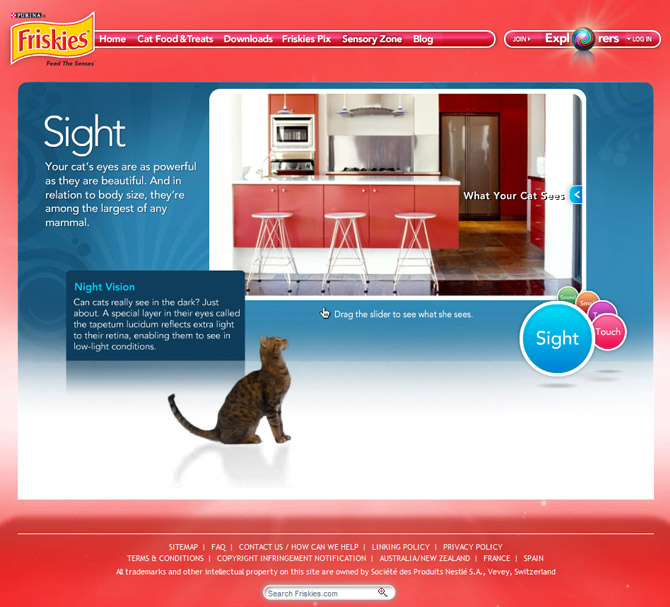 PURINA
Friskies
Feed The Senses
Home Cat Food & Treats Downloads Friskies Pix Sensory Zone Blog
JOIN Expl rers LOG IN
Sight
Your cat's eyes are as powerful
as they are beautiful. And in
relation to body size, they're
among the largest of any
mammal.
What Your Cat Sees
Night Vision
Can cats really see in the dark? Just
about. A special layer in their eyes called
the tapetum lucidum reflects extra light
to their retina, enabling them to see in
low-light conditions.
Drag the slider to see what she sees.
Sight
Touch
SITEMAP | FAQ | CONTACT US / HOW CAN WE HELP | LINKING POLICY | PRIVACY POLICY
TERMS & CONDITIONS | COPYRIGHT INFRINGEMENT NOTIFICATION | AUSTRALIA/NEW ZEALAND | FRANCE | SPAIN
All trademarks and other intellectual property on this site are owned by Société des Produits Nestlé S.A., Vevey, Switzerland
Search Friskies.com